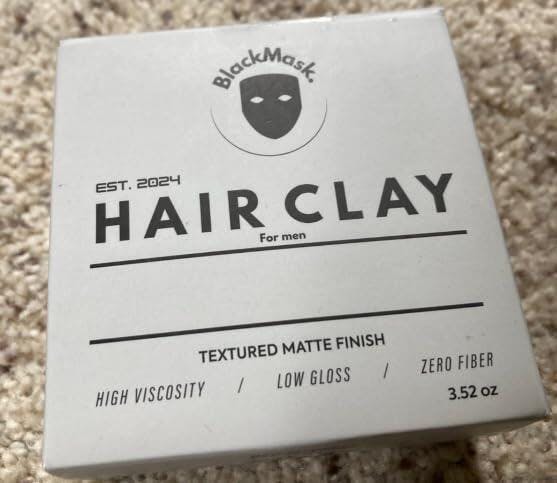 BlackMask.
EST. 2024
HAIR CLAY
For men
TEXTURED MATTE FINISH
HIGH VISCOSITY / LOW GLOSS / ZERO FIBER
3.52 oz